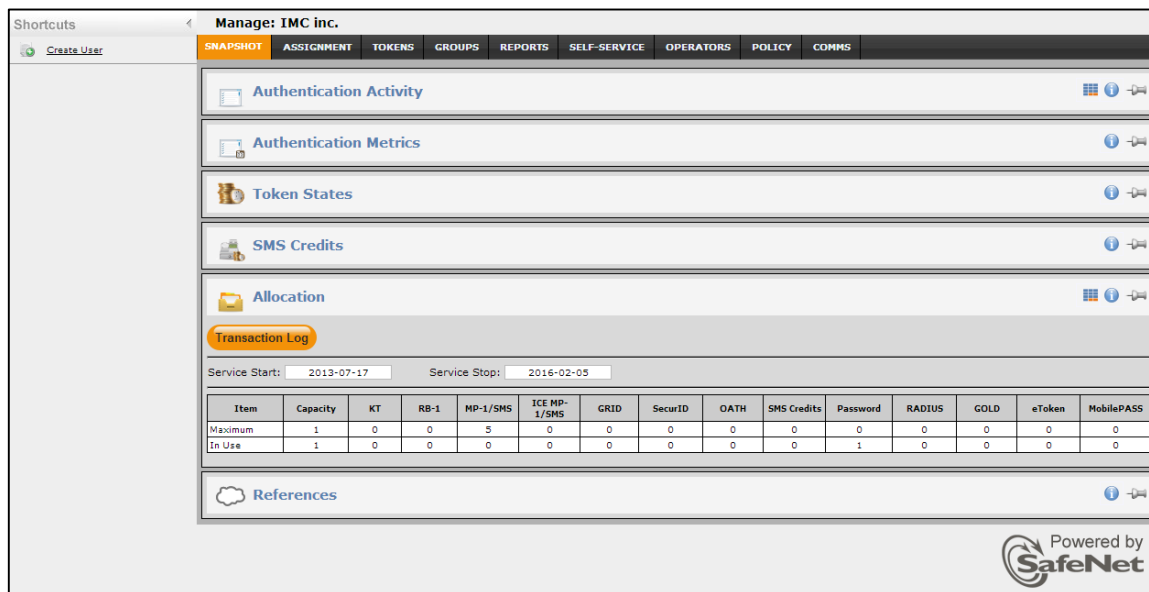 Shortcuts
Create User
Manage: IMC inc.
SNAPSHOT ASSIGNMENT TOKENS GROUPS REPORTS SELF-SERVICE OPERATORS POLICY COMMS
Authentication Activity
Authentication Metrics
Token States
SMS Credits
Allocation
Transaction Log
Service Start: 2013-07-17 Service Stop: 2016-02-05
Item Capacity KT RB-1 MP-1/SMS ICE MP-1/SMS GRID SecurID OATH SMS Credits Password RADIUS GOLD eToken MobilePASS
Maximum 1 0 0 5 0 0 0 0 0 0 0 0 0 0
In Use 1 0 0 0 0 0 0 0 0 1 0 0 0 0
References
Powered by
SafeNet